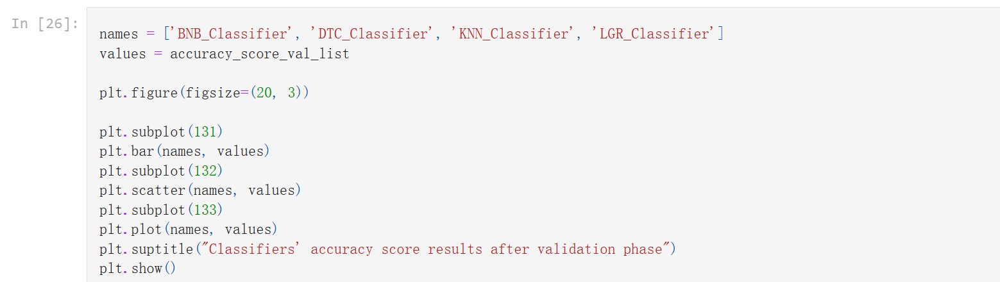 In [26]:
names = ['BNB_Classifier', 'DTC_Classifier', 'KNN_Classifier', 'LGR_Classifier']
values = accuracy_score_val_list
plt.figure(figsize=(20, 3))
plt.subplot(131)
plt.bar(names, values)
plt.subplot(132)
plt.scatter(names, values)
plt.subplot(133)
plt.plot(names, values)
plt.suptitle("Classifiers' accuracy score results after validation phase")
plt.show()